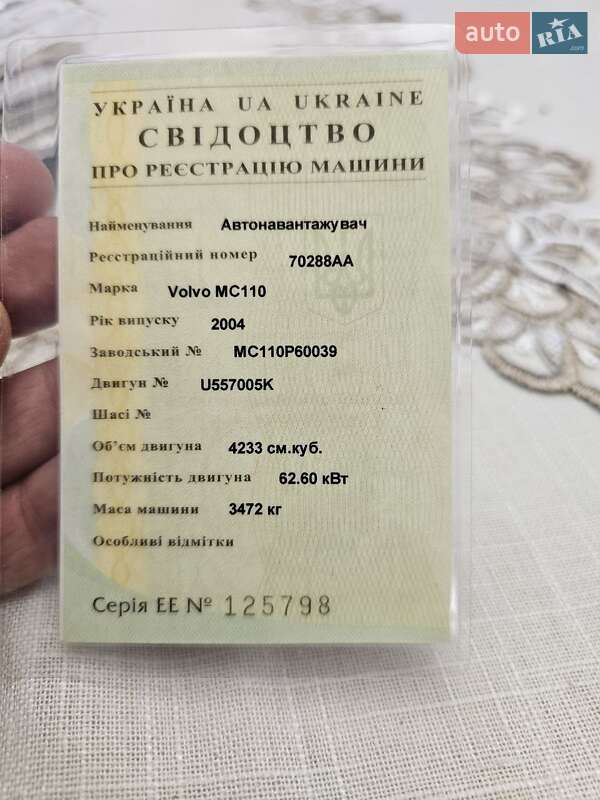 auto RIA.com
УКРАЇНА UA UKRAINE
СВІДОЦТВО
ПРО РЕЄСТРАЦІЮ МАШИНИ
Найменування Автонавантажувач
Реєстраційний номер 70288АА
Марка Volvo MC110
Рік випуску 2004
Заводський № MC110P60039
Двигун № U557005K
Шасі №
Об'єм двигуна 4233 см.куб.
Потужність двигуна 62.60 кВт
Маса машини 3472 кг
Особливі відмітки
Серія ЕЕ № 125798